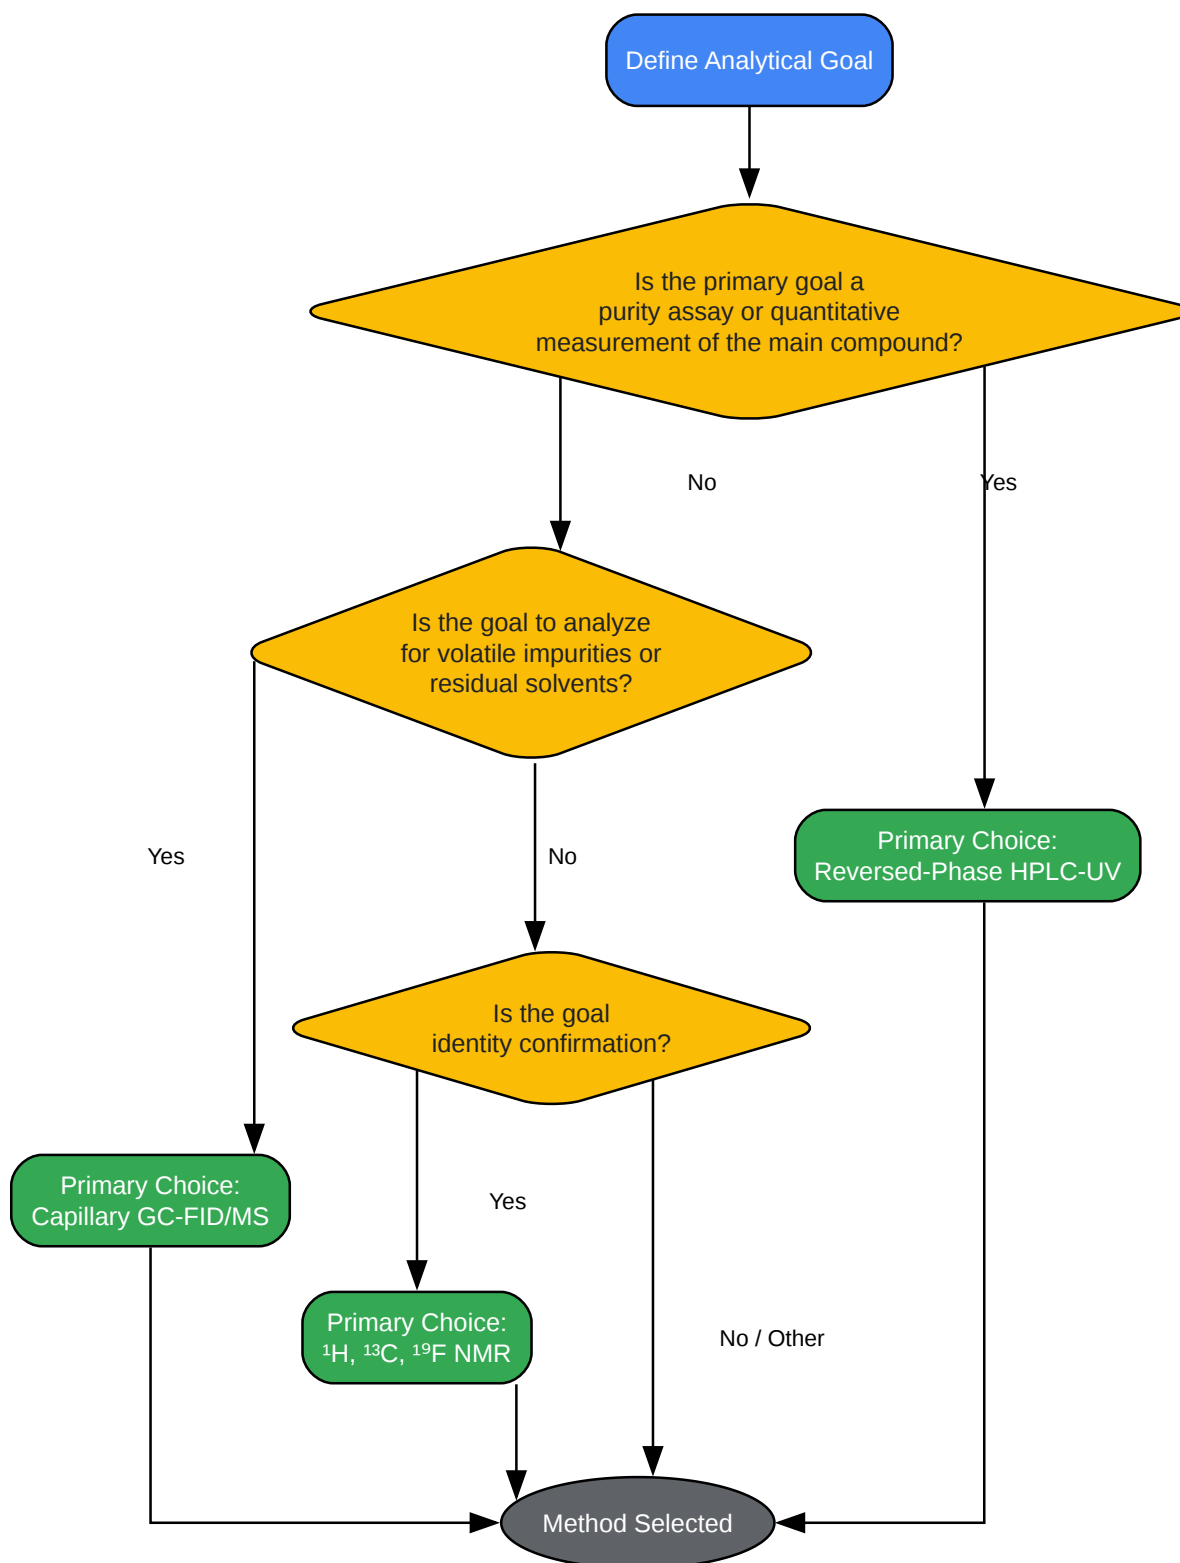 Define Analytical Goal
Is the primary goal a
purity assay or quantitative
measurement of the main compound?
No
Yes
Is the goal to analyze
for volatile impurities or
residual solvents?
Yes
No
Primary Choice:
Reversed-Phase HPLC-UV
Is the goal
identity confirmation?
Primary Choice:
Capillary GC-FID/MS
Yes
Primary Choice:
¹H, ¹³C, ¹⁹F NMR
No / Other
Method Selected